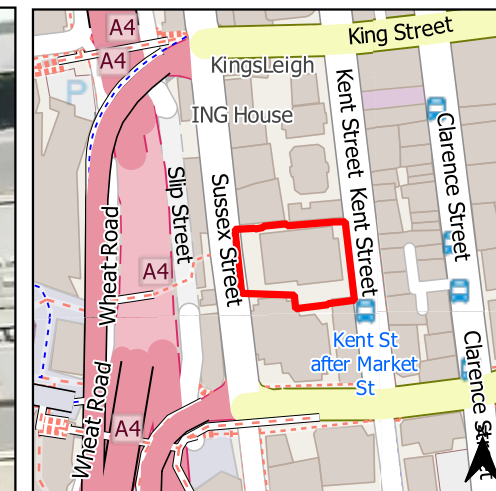 A4
King Street
A4
KingsLeigh
P
ING House
Kent Street
Clarence Street
Slip Street
Sussex Street
Kent Street
Wheat Road
A4
Kent St
after Market
St
Clarence Street
Wheat Road
A4